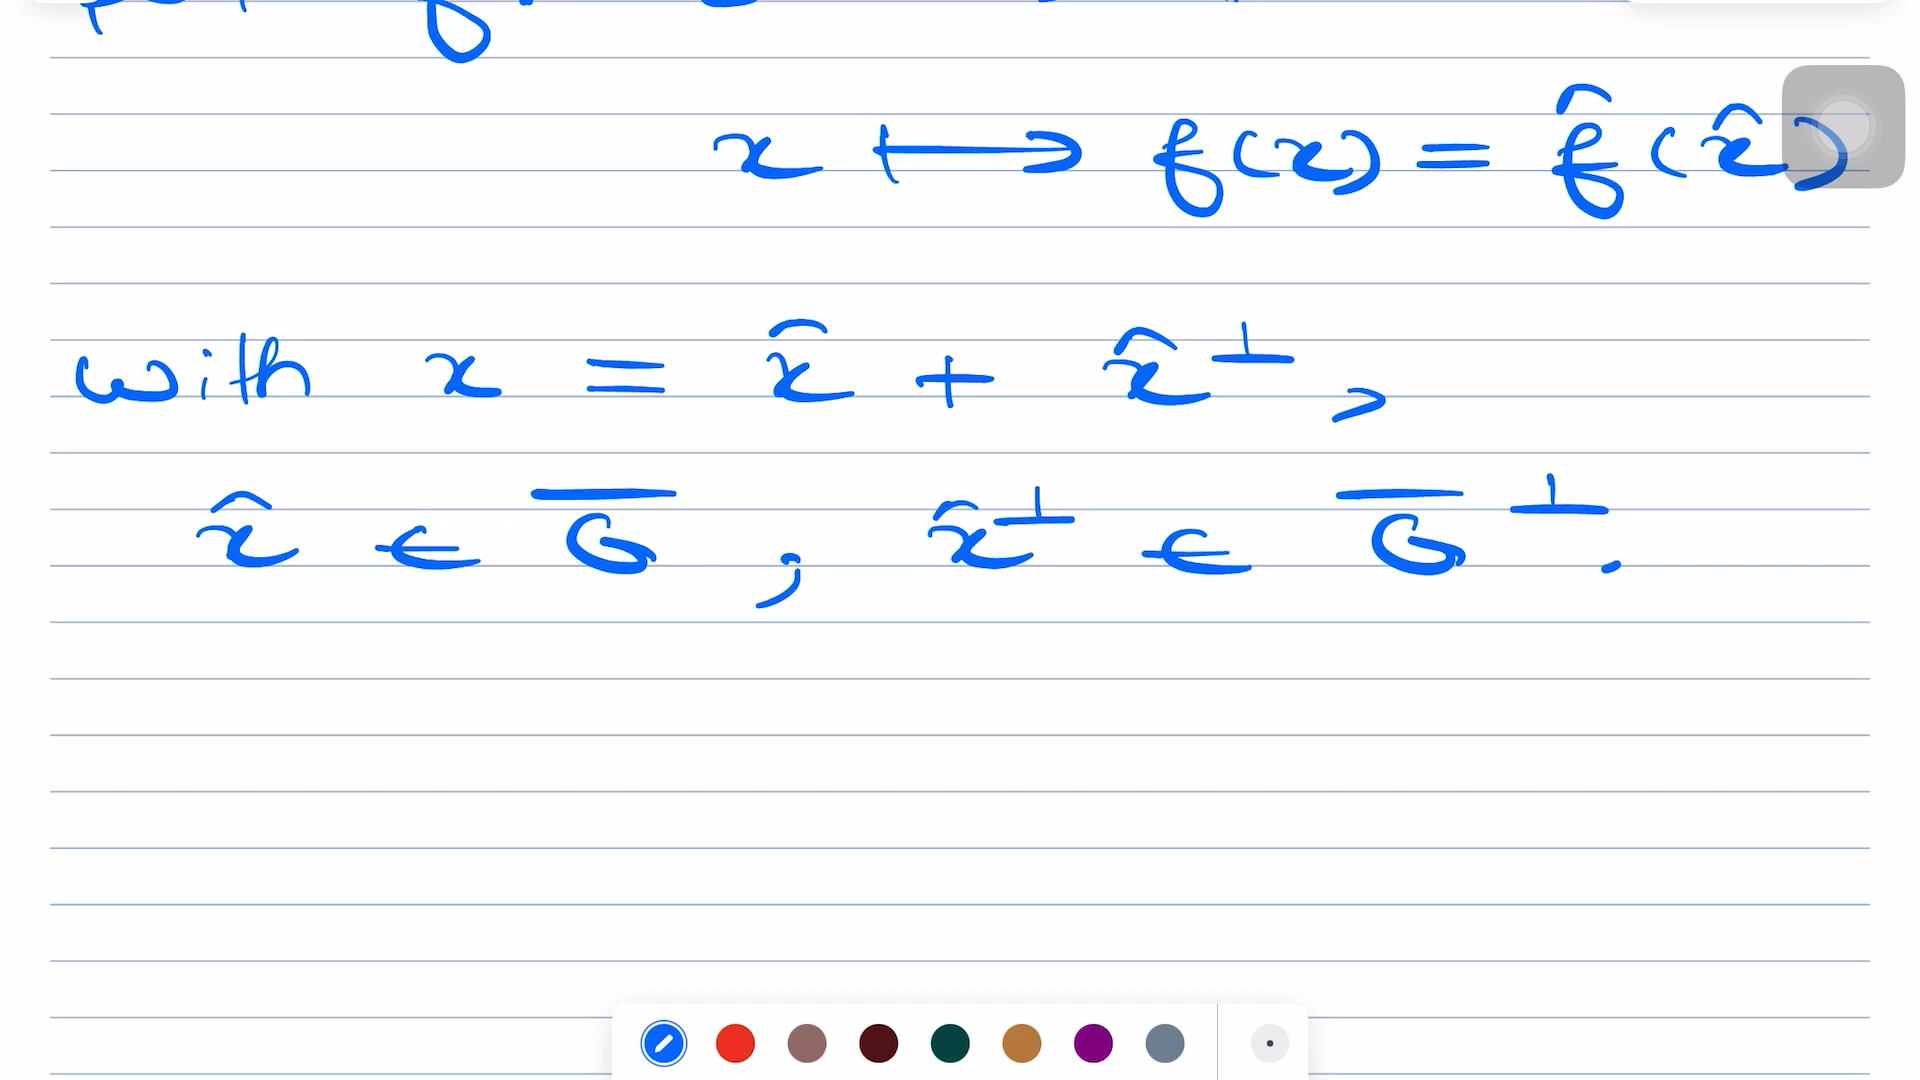 x ⟼ f(x) = f̂(x̂)
with x = x̂ + x̂^⊥ ,
x̂ ∈ G̅ ; x̂^⊥ ∈ G̅^⊥ .